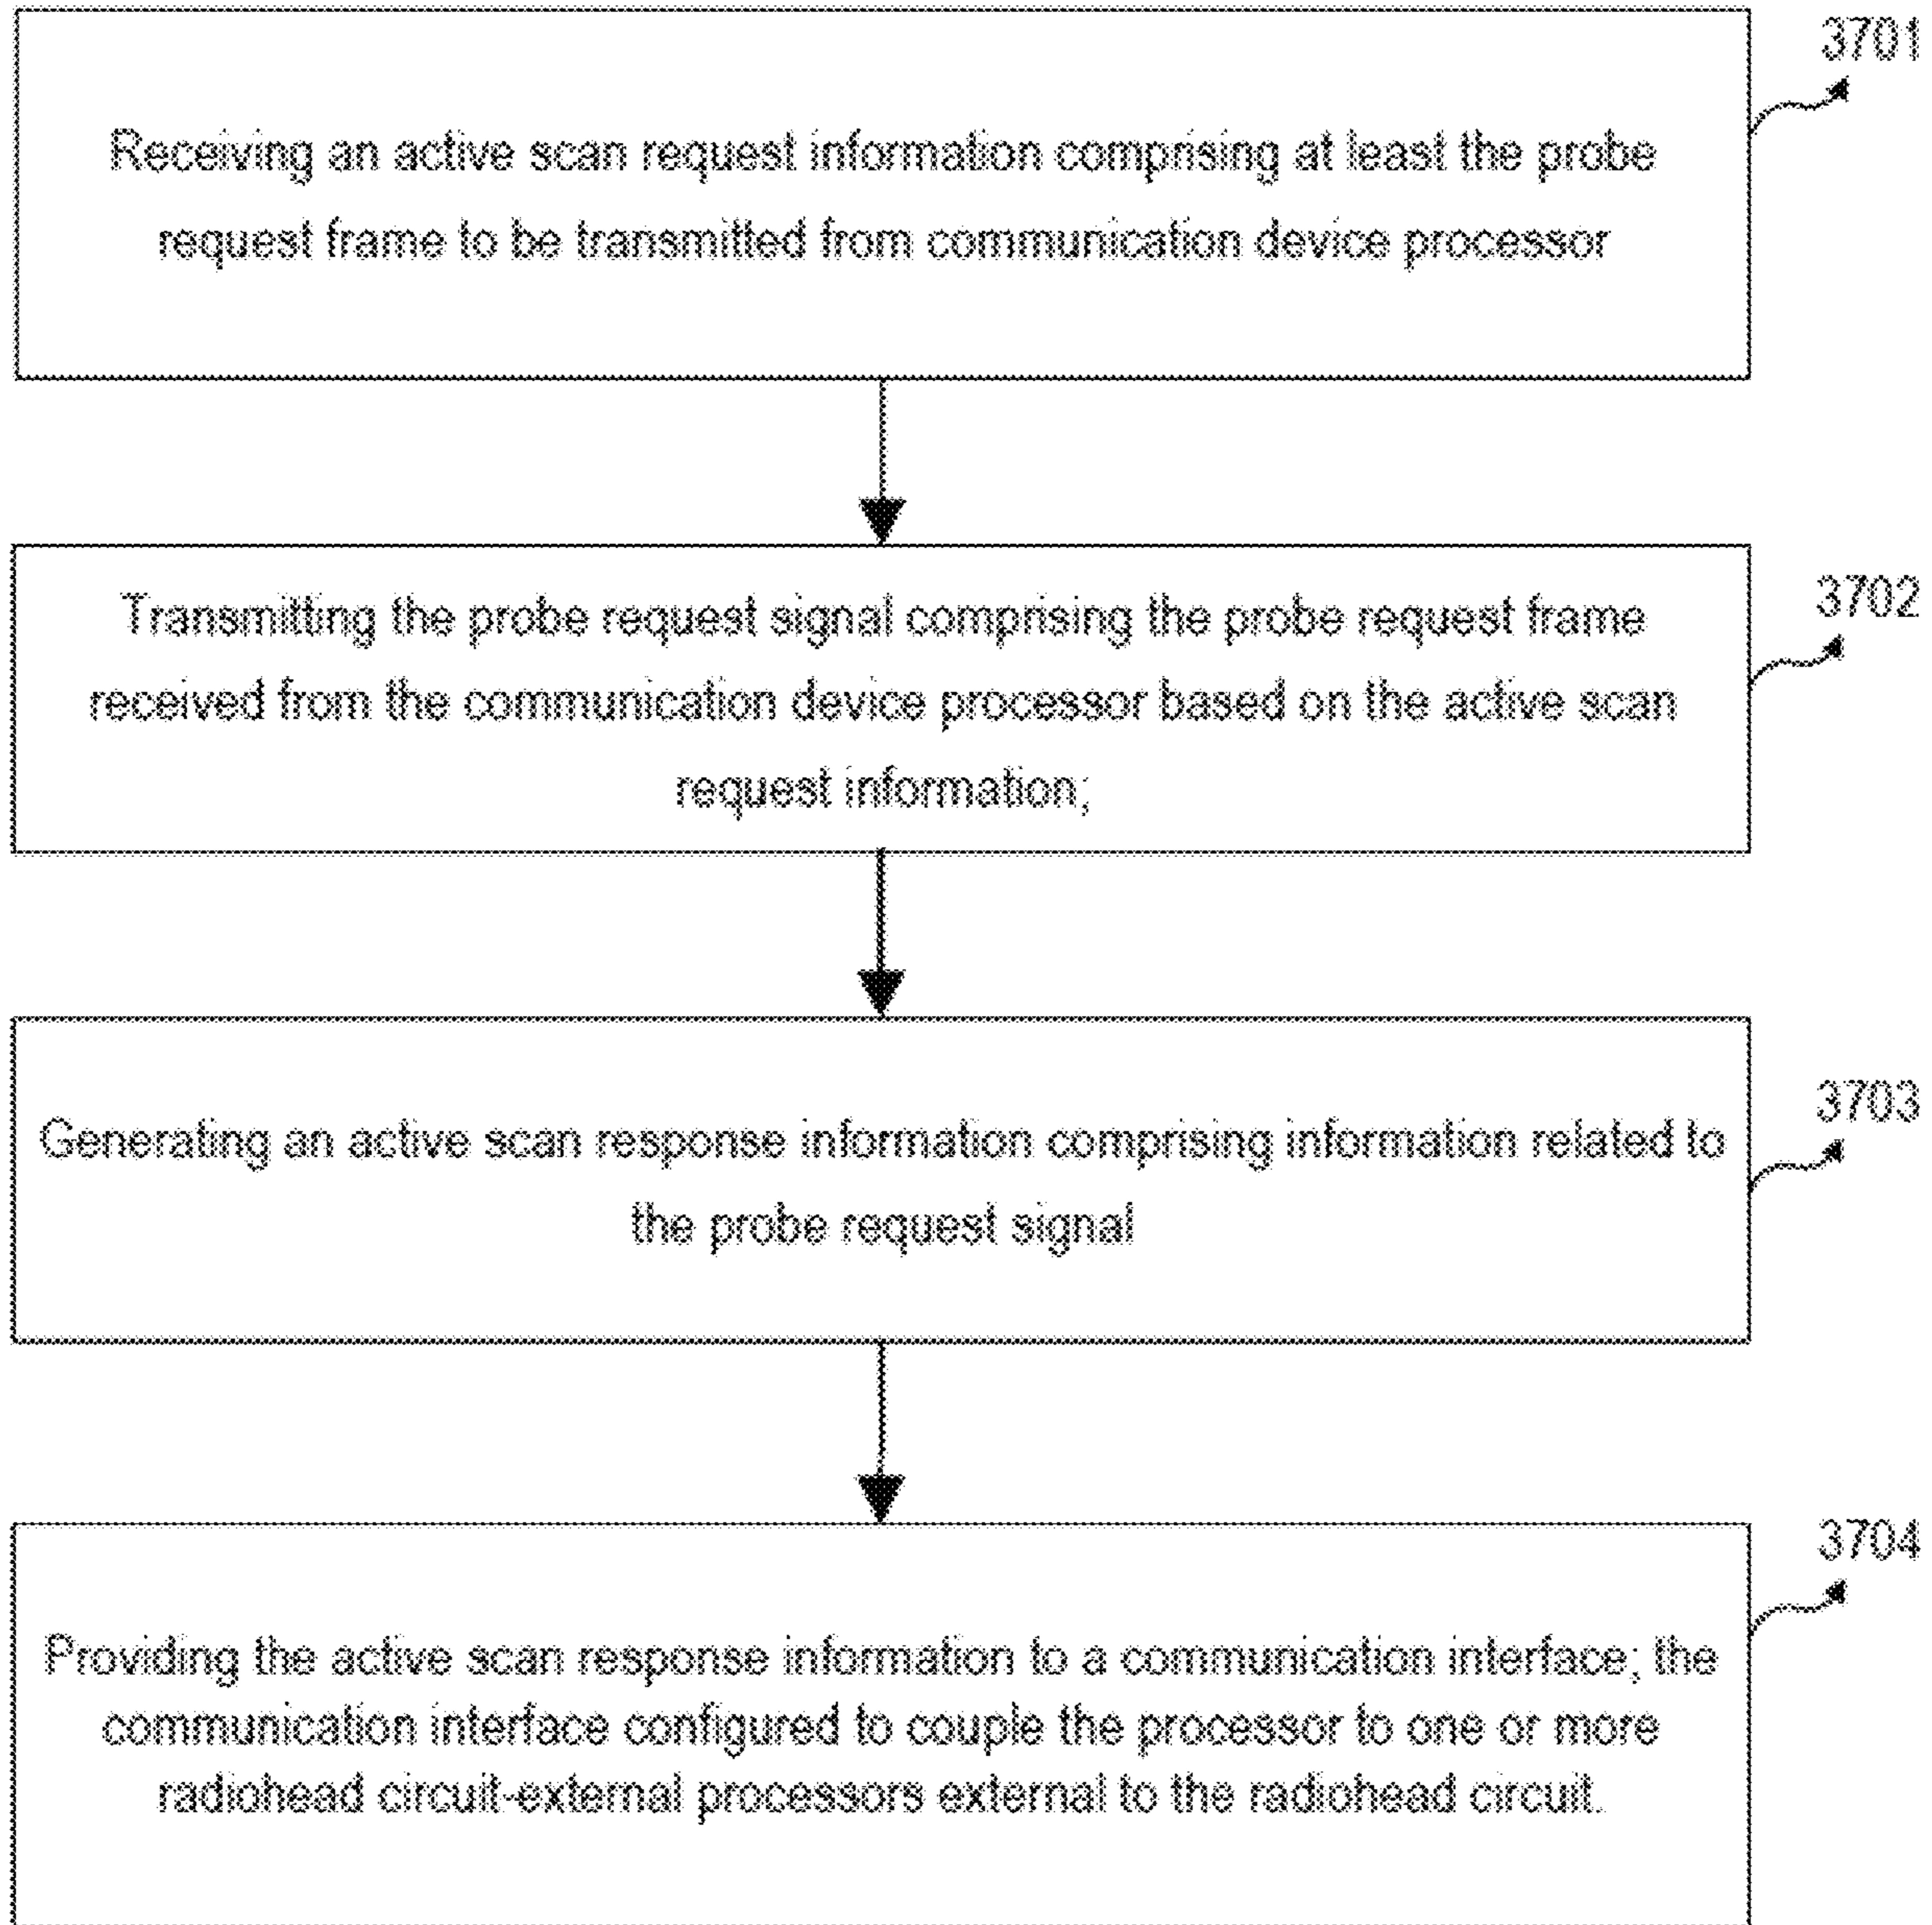 3701
Receiving an active scan request information comprising at least the probe
request frame to be transmitted from communication device processor
3702
Transmitting the probe request signal comprising the probe request frame
received from the communication device processor based on the active scan
request information;
3703
Generating an active scan response information comprising information related to
the probe request signal
3704
Providing the active scan response information to a communication interface; the
communication interface configured to couple the processor to one or more
radiohead circuit-external processors external to the radiohead circuit.